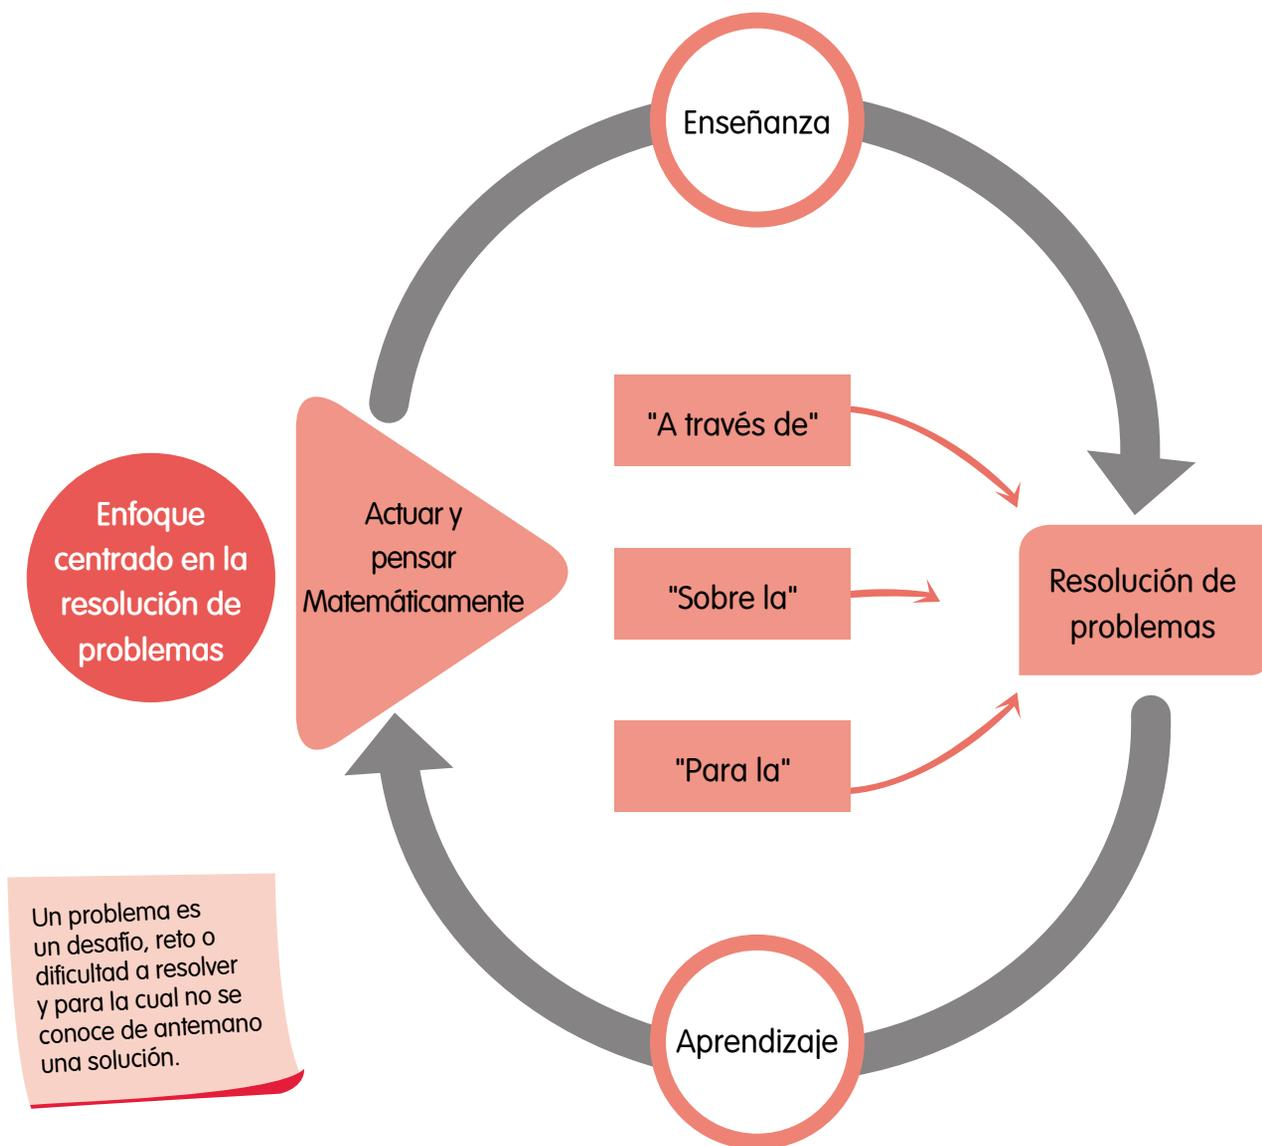 Enseñanza
"A través de"
Enfoque
centrado en la
resolución de
problemas
Actuar y
pensar
Matemáticamente
"Sobre la"
Resolución de
problemas
"Para la"
Un problema es
un desafío, reto o
dificultad a resolver
y para la cual no se
conoce de antemano
una solución.
Aprendizaje